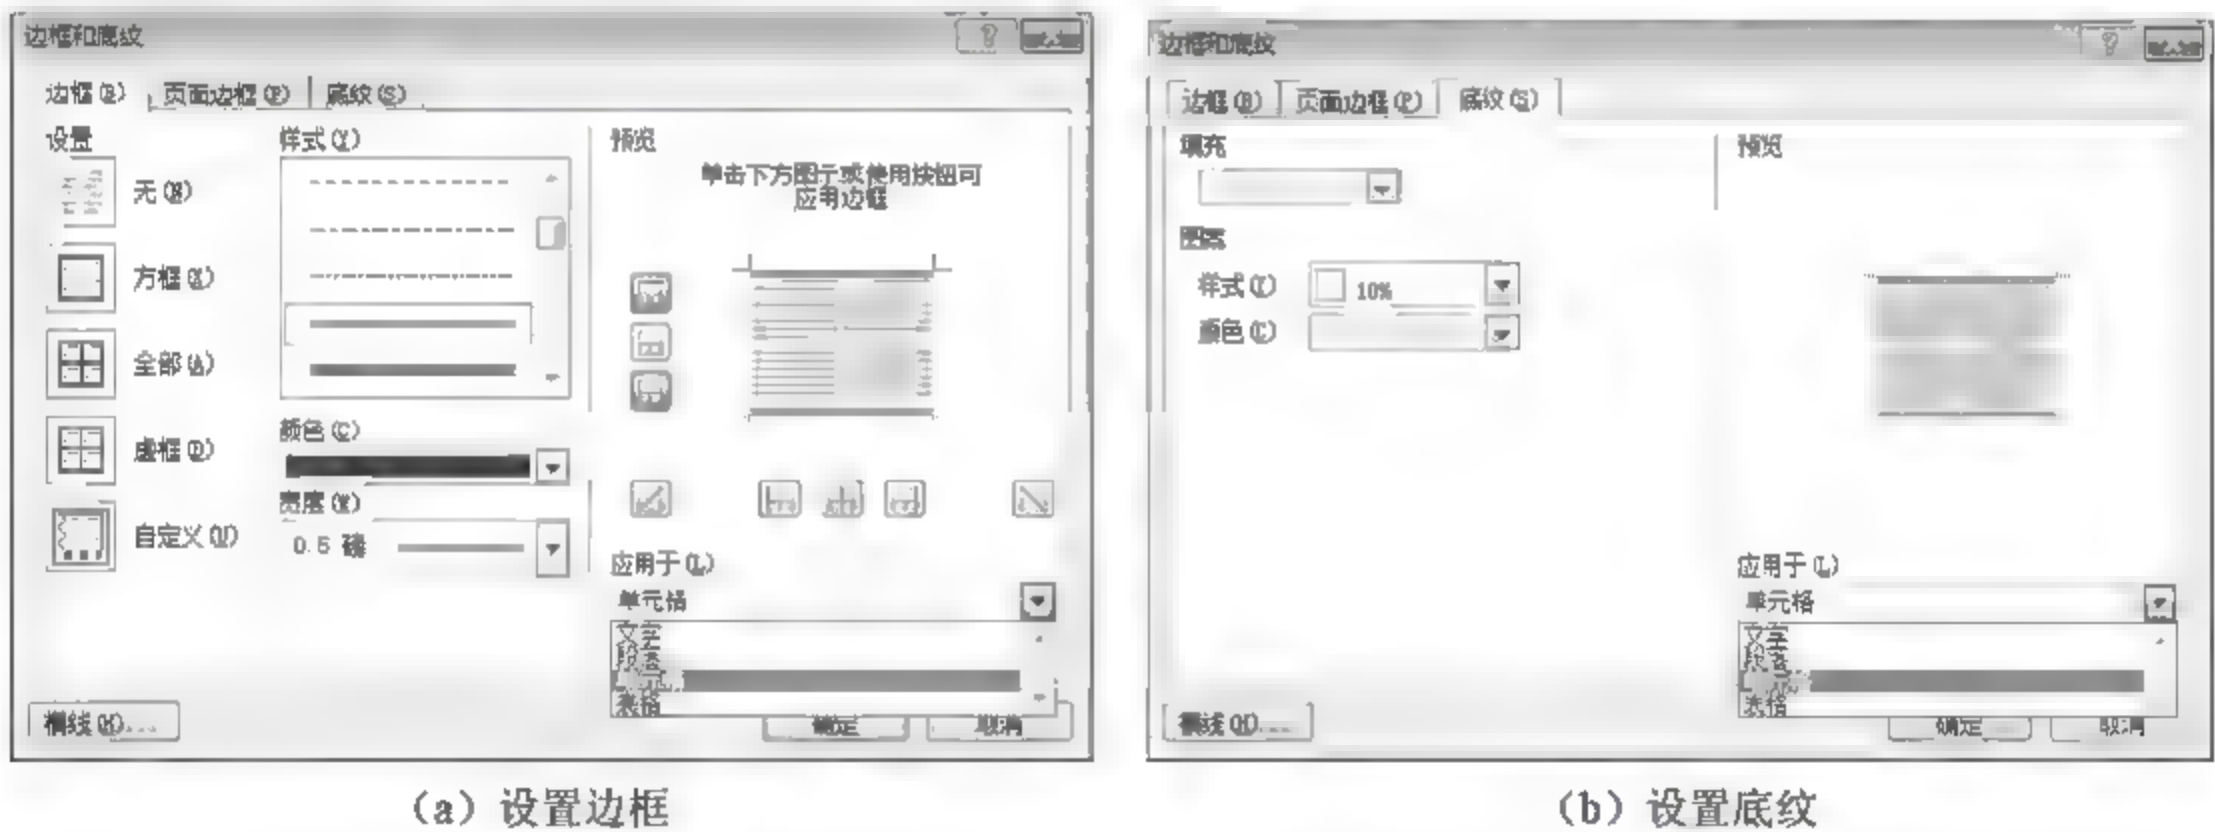 边框和底纹
边框(B) 页面边框(P) 底纹(S)
设置
无(N)
方框(X)
全部(A)
虚框(D)
自定义(U)
样式(Y)
颜色(C)
宽度(W)
0.5 磅
预览
单击下方图示或使用按钮可
应用边框
应用于(L)
单元格
文字
段落
表格
横线(H)...
确定 取消
(a) 设置边框
边框和底纹
边框(B) 页面边框(P) 底纹(S)
填充
图案
样式(Y) 10%
颜色(C)
预览
应用于(L)
单元格
文字
段落
表格
横线(H)...
确定 取消
(b) 设置底纹